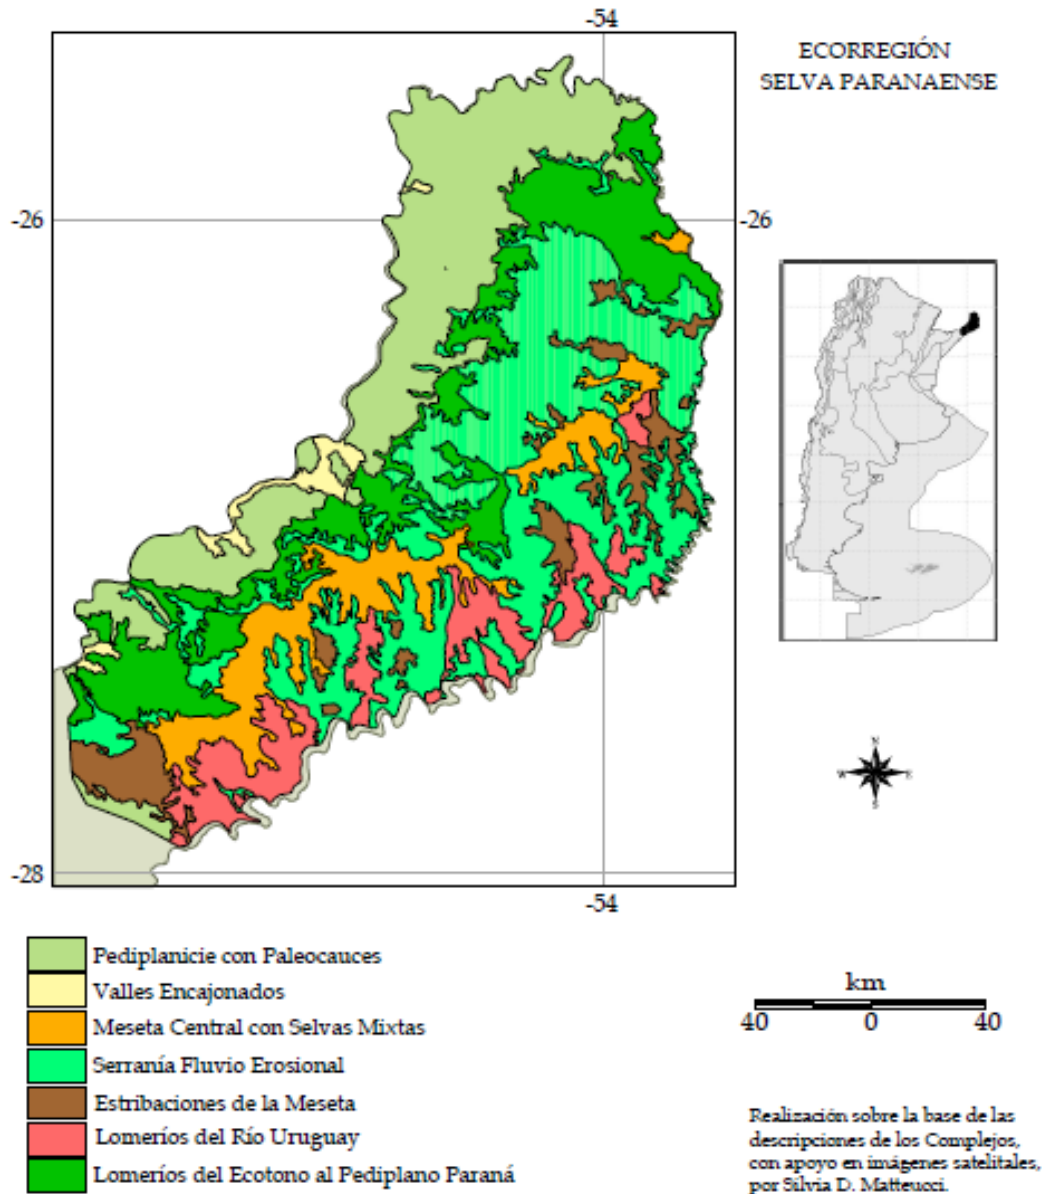 -54
ECORREGIÓN
SELVA PARANAENSE
-26
-26
N
W
E
S
-28
-54
Pediplanicie con Paleocauces
Valles Encajonados
Meseta Central con Selvas Mixtas
Serranía Fluvio Erosional
Estribaciones de la Meseta
Lomeríos del Río Uruguay
Lomeríos del Ecotono al Pediplano Paraná
km
40 0 40
Realización sobre la base de las
descripciones de los Complejos,
con apoyo en imágenes satelitales,
por Silvia D. Matteucci.